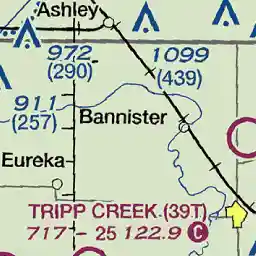 Ashley
972
(290)
1099
(439)
911
(257)
Bannister
Eureka
TRIPP CREEK (39T)
717 - 25 122.9 C